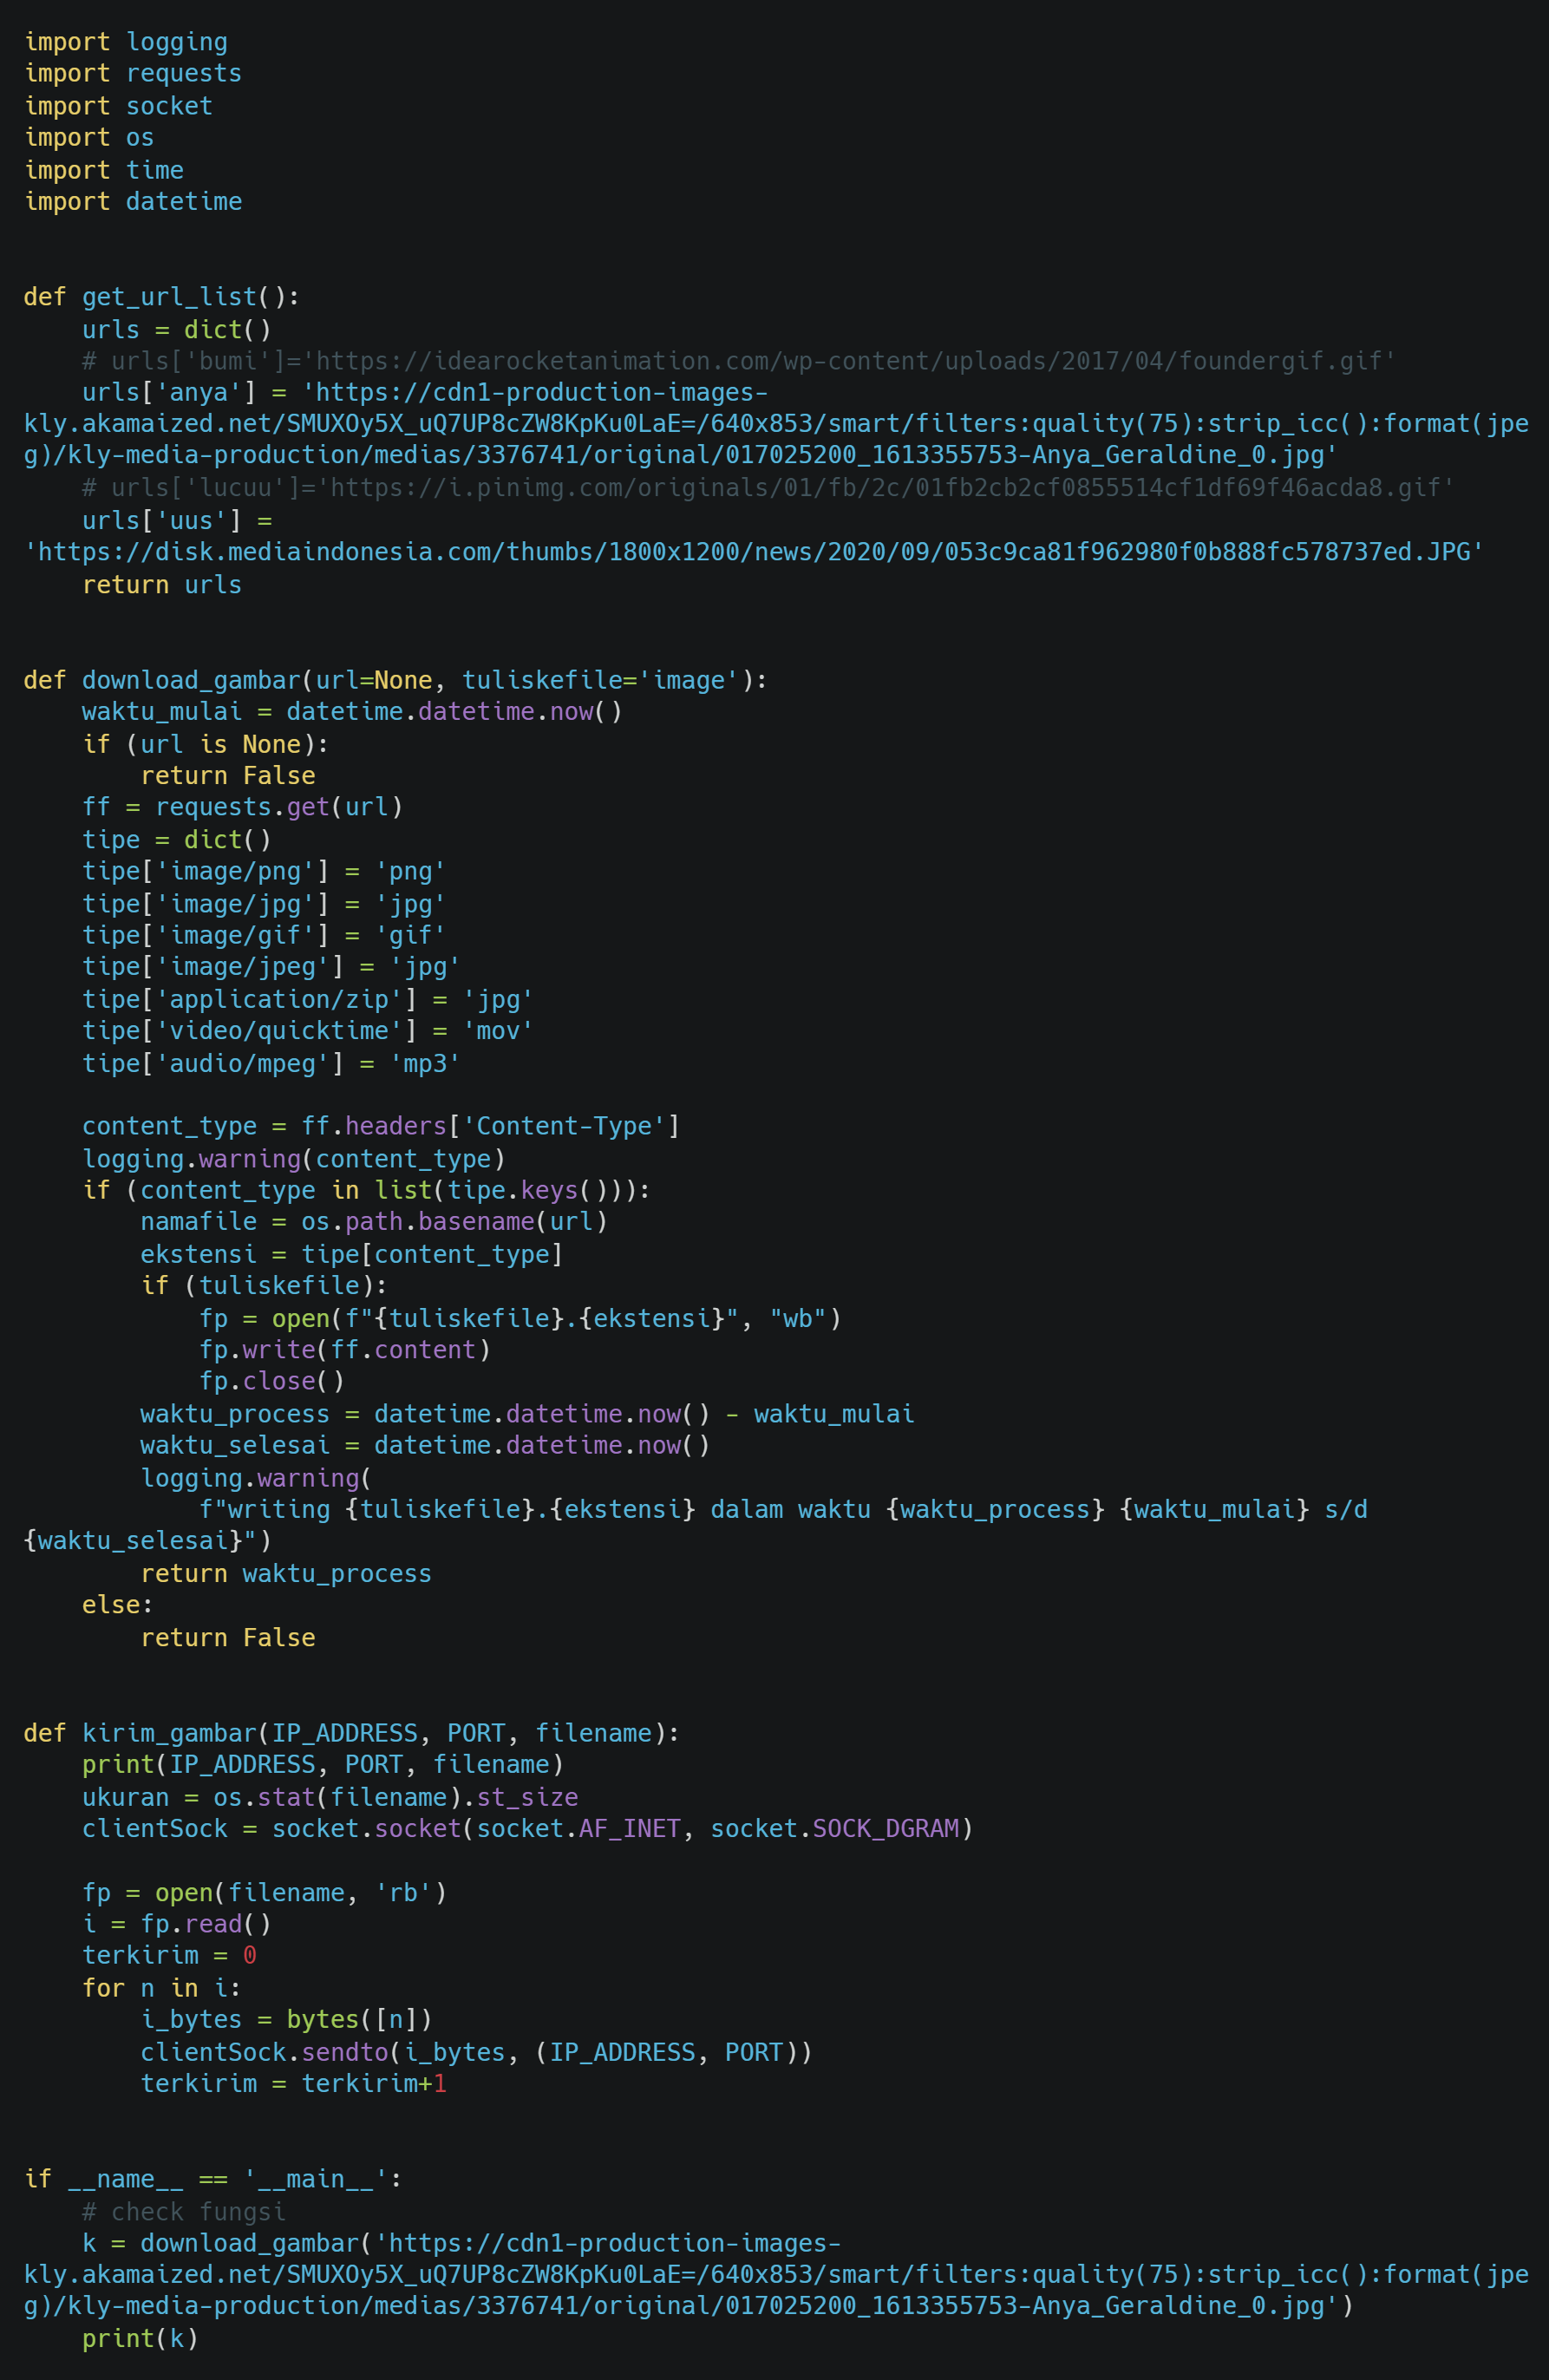 import logging
import requests
import socket
import os
import time
import datetime


def get_url_list():
    urls = dict()
    # urls['bumi']='https://idearocketanimation.com/wp-content/uploads/2017/04/foundergif.gif'
    urls['anya'] = 'https://cdn1-production-images-
kly.akamaized.net/SMUXOy5X_uQ7UP8cZW8KpKu0LaE=/640x853/smart/filters:quality(75):strip_icc():format(jpe
g)/kly-media-production/medias/3376741/original/017025200_1613355753-Anya_Geraldine_0.jpg'
    # urls['lucuu']='https://i.pinimg.com/originals/01/fb/2c/01fb2cb2cf0855514cf1df69f46acda8.gif'
    urls['uus'] =
'https://disk.mediaindonesia.com/thumbs/1800x1200/news/2020/09/053c9ca81f962980f0b888fc578737ed.JPG'
    return urls


def download_gambar(url=None, tuliskefile='image'):
    waktu_mulai = datetime.datetime.now()
    if (url is None):
        return False
    ff = requests.get(url)
    tipe = dict()
    tipe['image/png'] = 'png'
    tipe['image/jpg'] = 'jpg'
    tipe['image/gif'] = 'gif'
    tipe['image/jpeg'] = 'jpg'
    tipe['application/zip'] = 'jpg'
    tipe['video/quicktime'] = 'mov'
    tipe['audio/mpeg'] = 'mp3'

    content_type = ff.headers['Content-Type']
    logging.warning(content_type)
    if (content_type in list(tipe.keys())):
        namafile = os.path.basename(url)
        ekstensi = tipe[content_type]
        if (tuliskefile):
            fp = open(f"{tuliskefile}.{ekstensi}", "wb")
            fp.write(ff.content)
            fp.close()
        waktu_process = datetime.datetime.now() - waktu_mulai
        waktu_selesai = datetime.datetime.now()
        logging.warning(
            f"writing {tuliskefile}.{ekstensi} dalam waktu {waktu_process} {waktu_mulai} s/d
{waktu_selesai}")
        return waktu_process
    else:
        return False


def kirim_gambar(IP_ADDRESS, PORT, filename):
    print(IP_ADDRESS, PORT, filename)
    ukuran = os.stat(filename).st_size
    clientSock = socket.socket(socket.AF_INET, socket.SOCK_DGRAM)

    fp = open(filename, 'rb')
    i = fp.read()
    terkirim = 0
    for n in i:
        i_bytes = bytes([n])
        clientSock.sendto(i_bytes, (IP_ADDRESS, PORT))
        terkirim = terkirim+1


if __name__ == '__main__':
    # check fungsi
    k = download_gambar('https://cdn1-production-images-
kly.akamaized.net/SMUXOy5X_uQ7UP8cZW8KpKu0LaE=/640x853/smart/filters:quality(75):strip_icc():format(jpe
g)/kly-media-production/medias/3376741/original/017025200_1613355753-Anya_Geraldine_0.jpg')
    print(k)